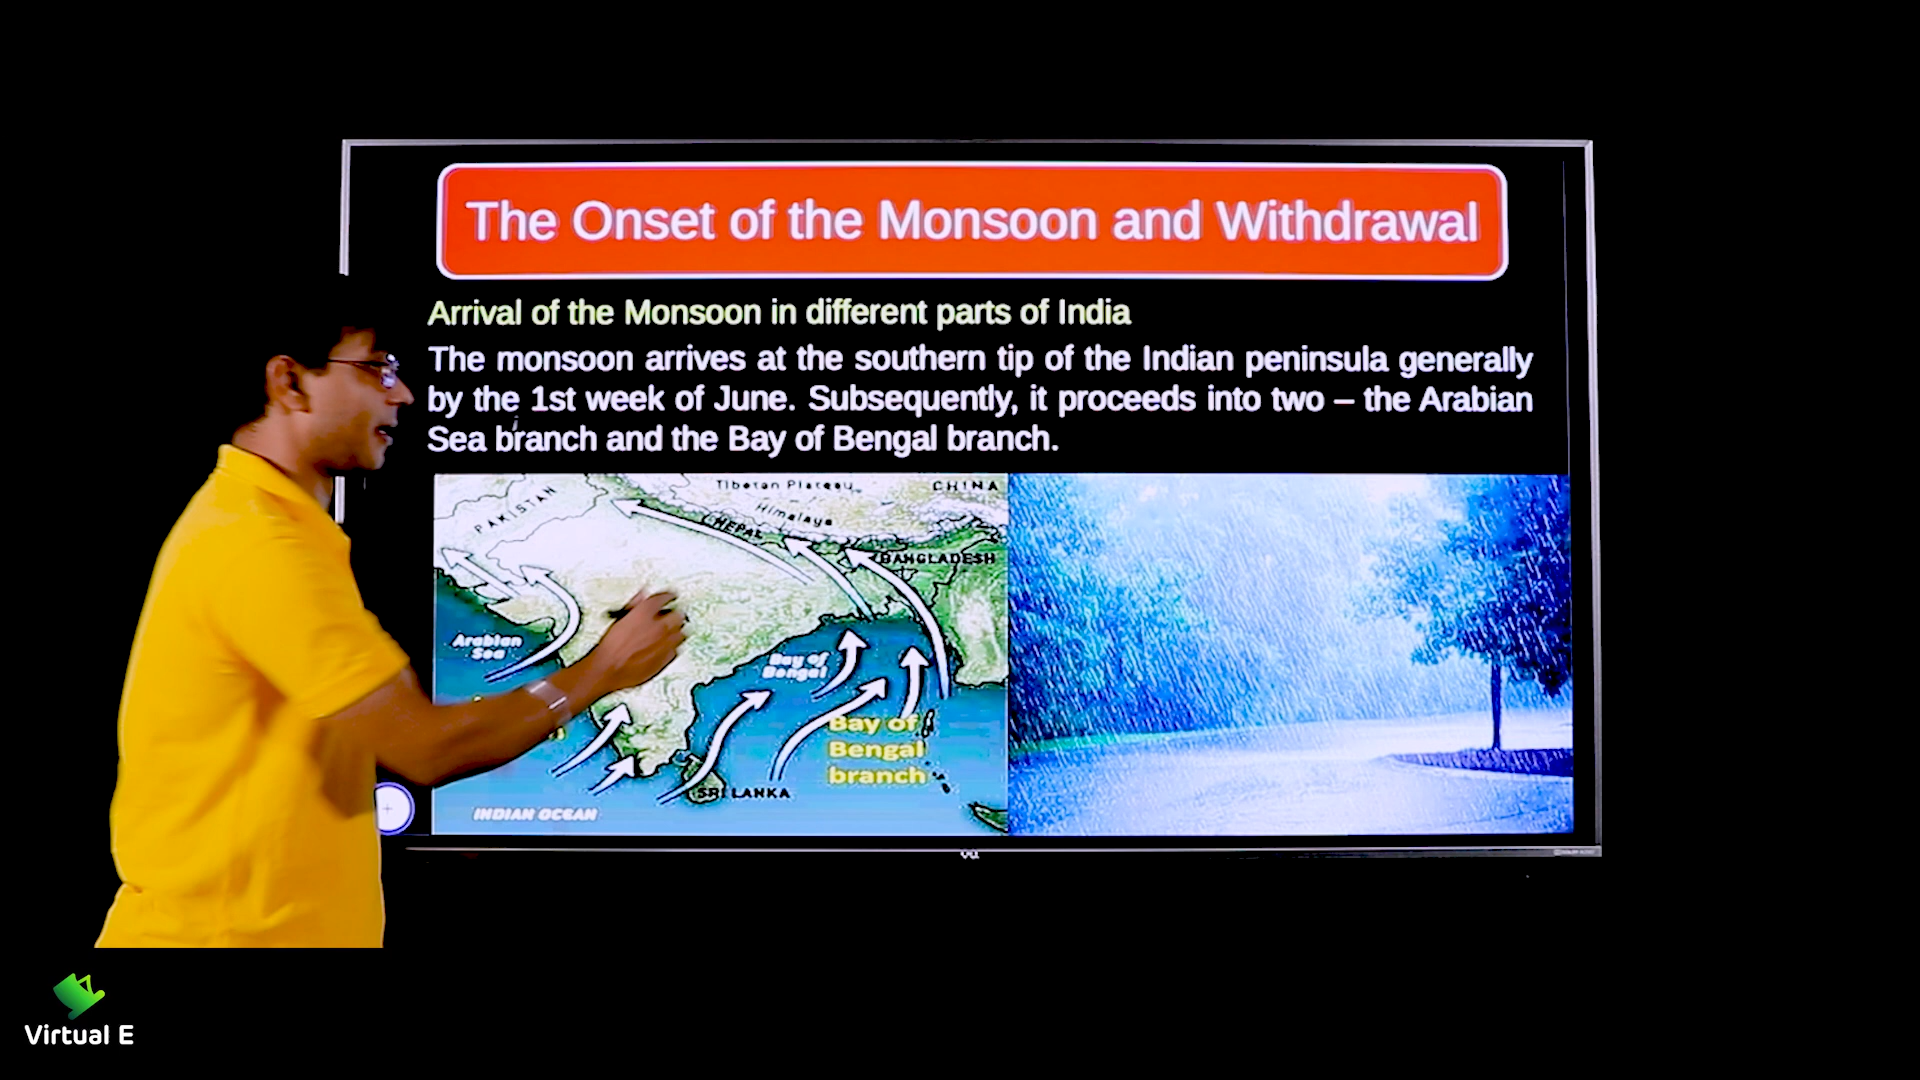 The Onset of the Monsoon and Withdrawal
Arrival of the Monsoon in different parts of India
The monsoon arrives at the southern tip of the Indian peninsula generally
by the 1st week of June. Subsequently, it proceeds into two – the Arabian
Sea branch and the Bay of Bengal branch.
Tibetan Plateau
CHINA
PAKISTAN
Himalaya
NEPAL
BANGLADESH
Arabian
Sea
Bay of
Bengal
Bay of
Bengal
branch
SRI LANKA
INDIAN OCEAN
Virtual E